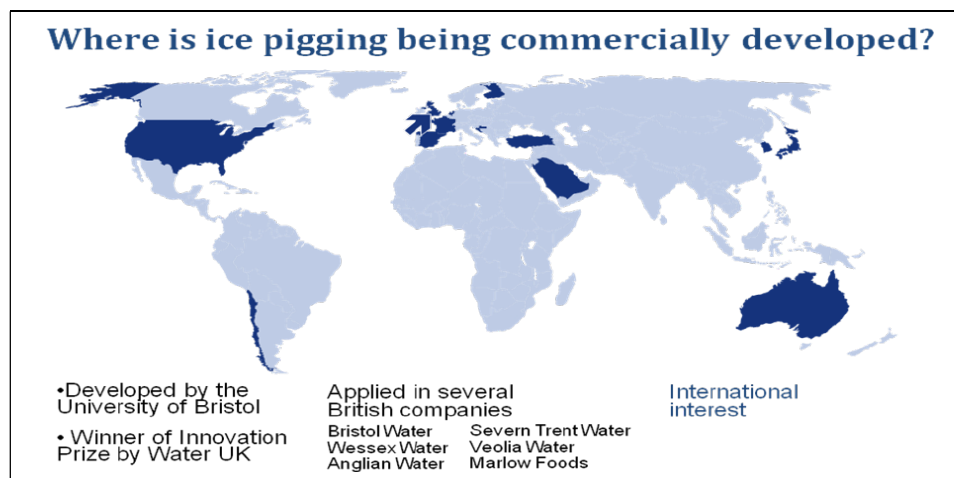 Where is ice pigging being commercially developed?
•Developed by the
University of Bristol
• Winner of Innovation
Prize by Water UK
Applied in several
British companies
Bristol Water Severn Trent Water
Wessex Water Veolia Water
Anglian Water Marlow Foods
International
interest